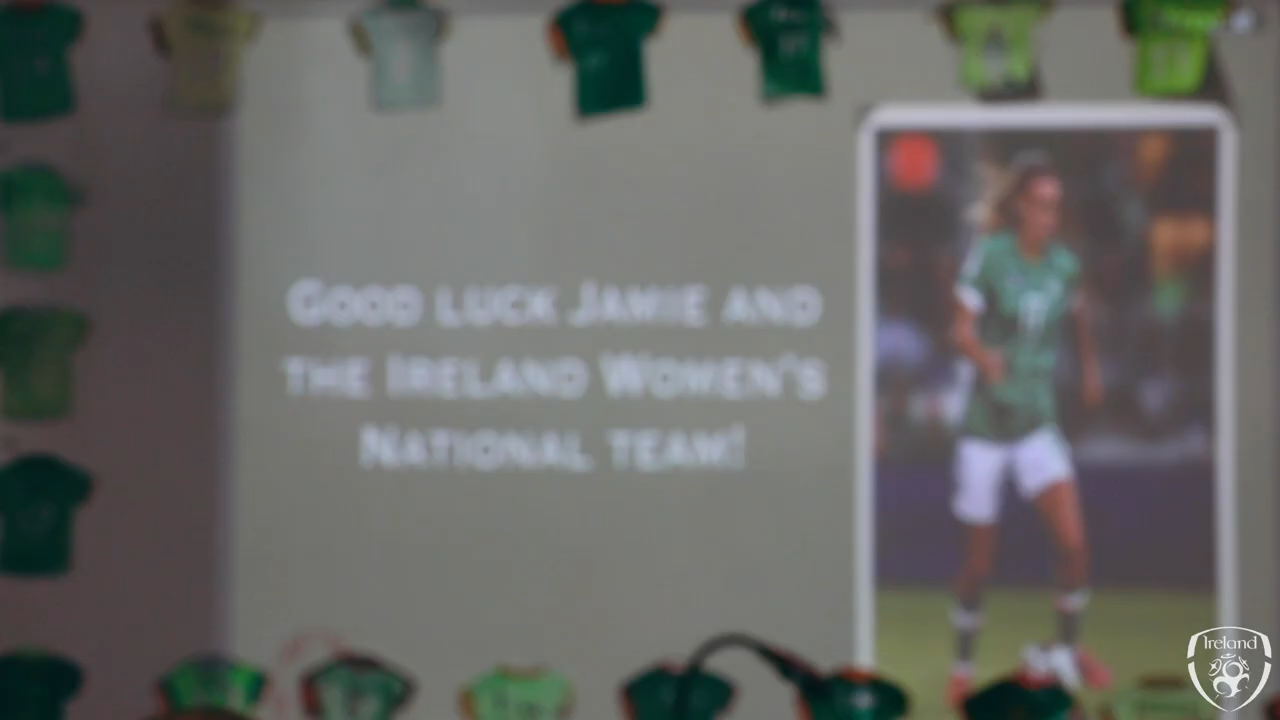 Good luck Jamie and
the Ireland Women's
National team!
Ireland